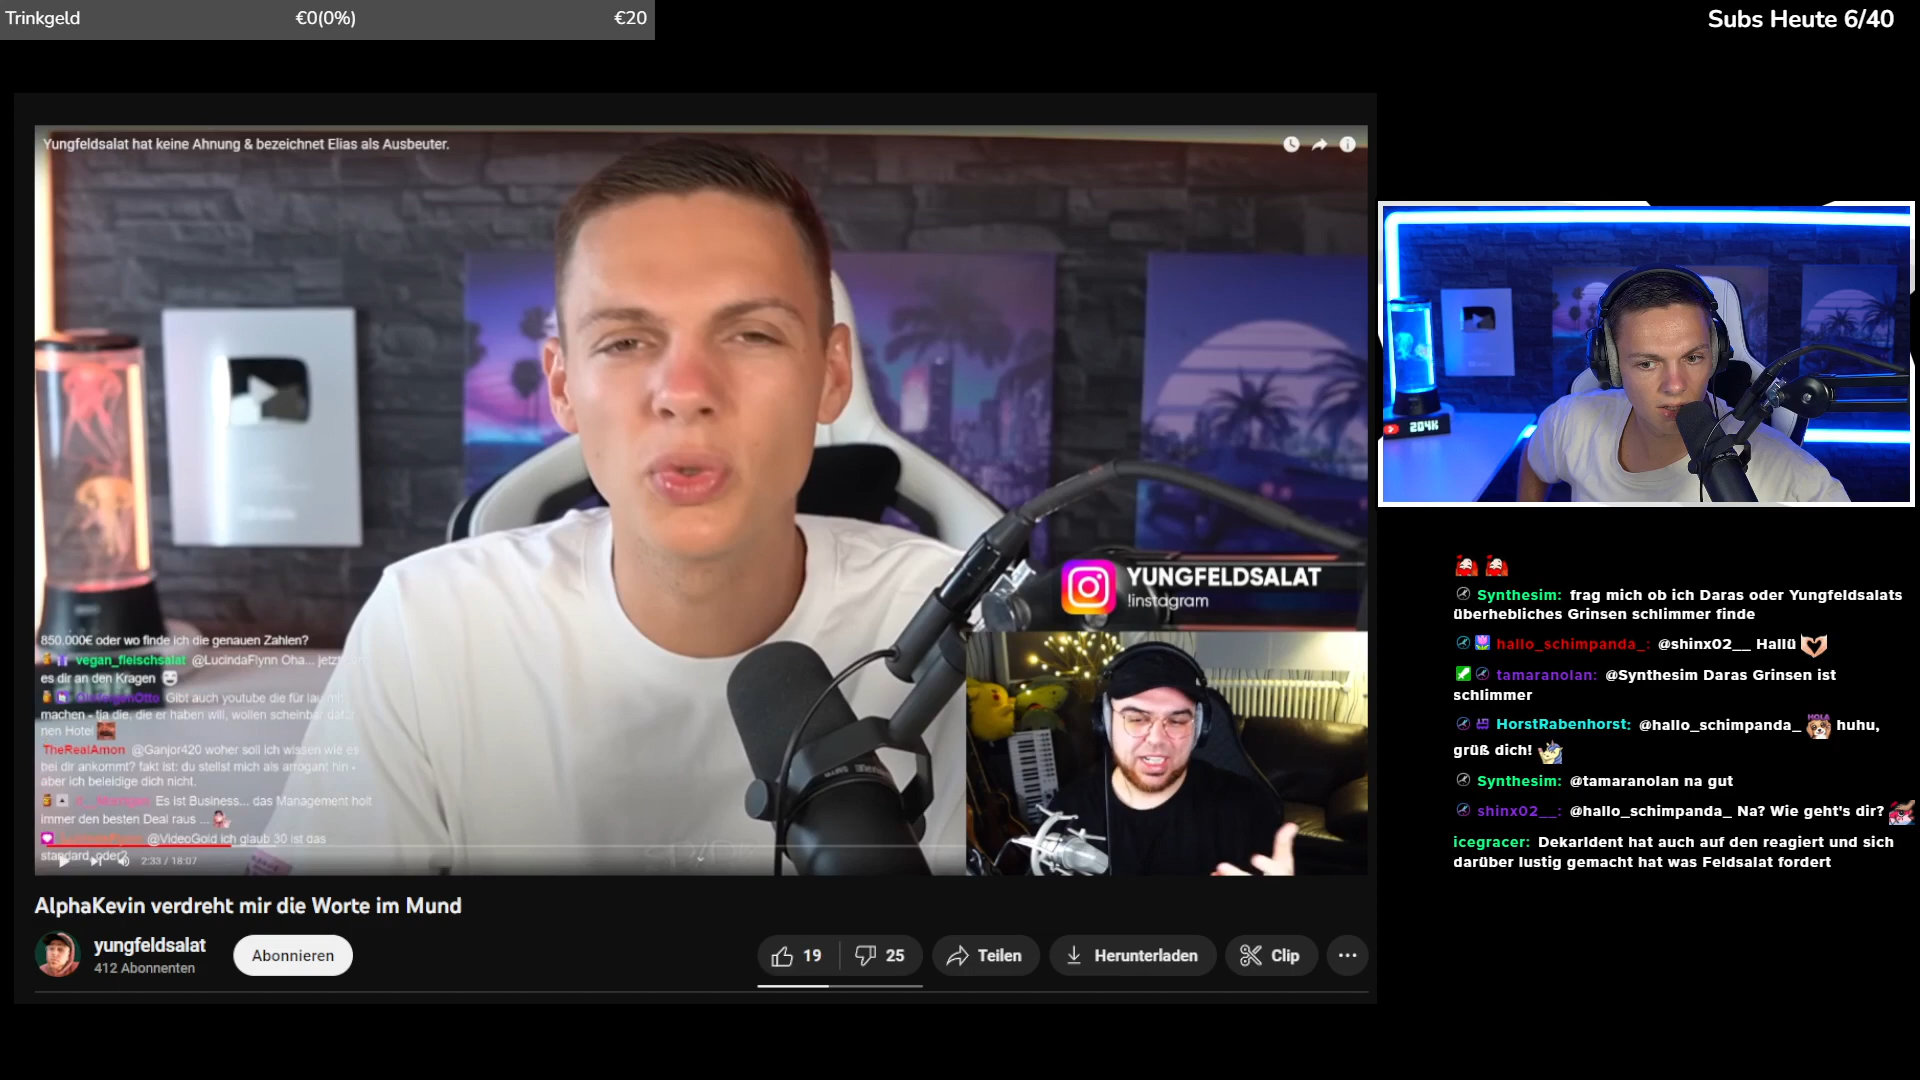 Trinkgeld €0(0%) €20
Subs Heute 6/40
Yungfeldsalat hat keine Ahnung & bezeichnet Elias als Ausbeuter.
204K
YUNGFELDSALAT
!instagram
850.000€ oder wo finde ich die genauen Zahlen?
vegan_fleischsalat @LucindaFlynn Oha... jetzt
es dir an den Kragen
Gibt auch youtube die für lau
machen - tja die, die er haben will, wollen scheinbar
nen Hotel
TheRealAmon @Ganjor420 woher soll ich wissen wie es
bei dir ankommt? fakt ist: du stellst mich als arrogant hin -
aber ich beleidige dich nicht.
Es ist Business... das Management holt
immer den besten Deal raus ...
@VideoGold ich glaub 30 ist das
standard oder?
2:33 / 18:07
AlphaKevin verdreht mir die Worte im Mund
yungfeldsalat
412 Abonnenten
Abonnieren
19 25 Teilen Herunterladen Clip
Synthesim: frag mich ob ich Daras oder Yungfeldsalats
überhebliches Grinsen schlimmer finde
hallo_schimpanda_: @shinx02__ Hallü
tamaranolan: @Synthesim Daras Grinsen ist
schlimmer
HorstRabenhorst: @hallo_schimpanda_ huhu,
grüß dich!
Synthesim: @tamaranolan na gut
shinx02__: @hallo_schimpanda_ Na? Wie geht's dir?
icegracer: Dekarldent hat auch auf den reagiert und sich
darüber lustig gemacht hat was Feldsalat fordert